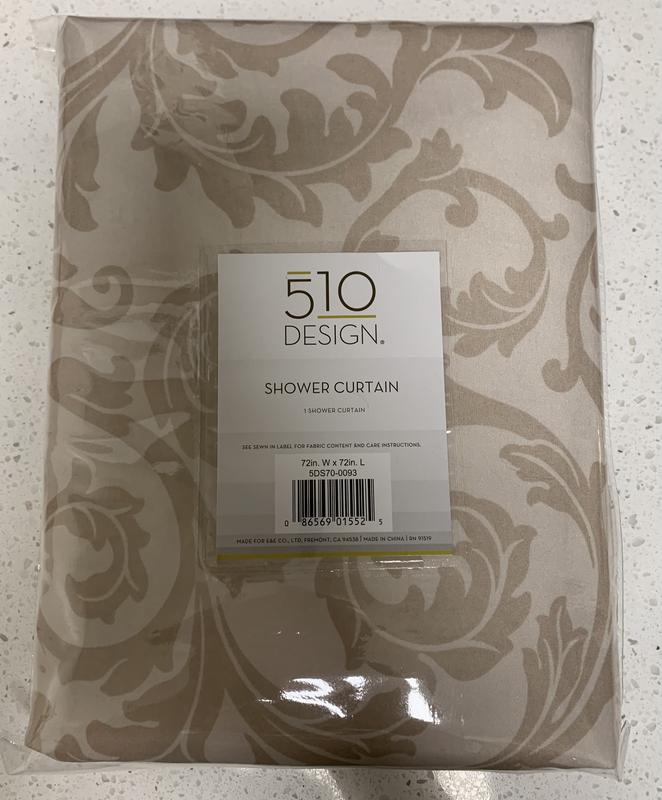 510
DESIGN®
SHOWER CURTAIN
1 SHOWER CURTAIN
SEE SEWN IN LABEL FOR FABRIC CONTENT AND CARE INSTRUCTIONS.
72in. W x 72in. L
5DS70-0093
0 86569 01552 5
MADE FOR E&E CO., LTD, FREMONT, CA 94538 | MADE IN CHINA | RN 91519